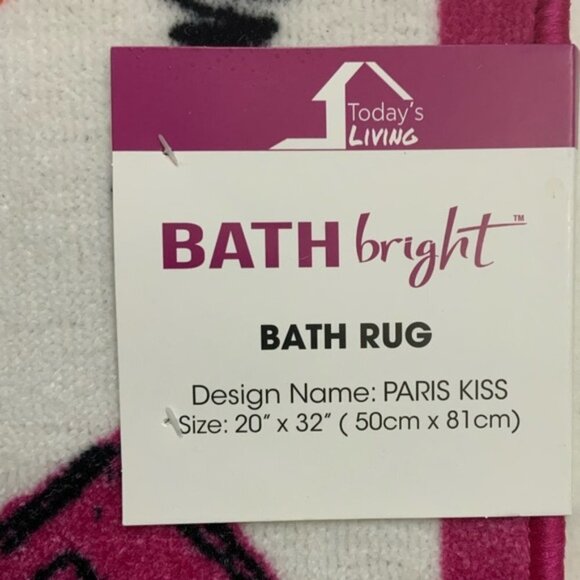 Today's
LIVING
BATH bright™
BATH RUG
Design Name: PARIS KISS
Size: 20" x 32" ( 50cm x 81cm)